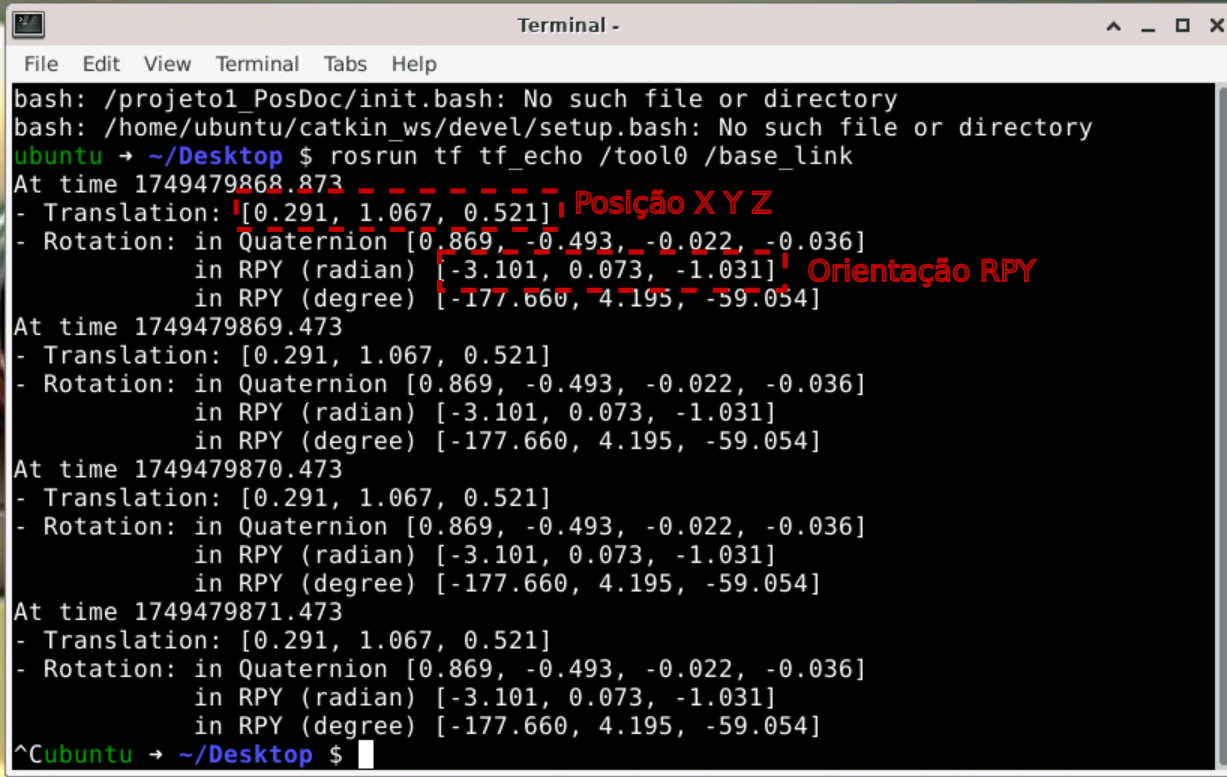 Terminal -
File Edit View Terminal Tabs Help
bash: /projeto1_PosDoc/init.bash: No such file or directory
bash: /home/ubuntu/catkin_ws/devel/setup.bash: No such file or directory
ubuntu → ~/Desktop $ rosrun tf tf_echo /tool0 /base_link
At time 1749479868.873
- Translation: [0.291, 1.067, 0.521] Posição X Y Z
- Rotation: in Quaternion [0.869, -0.493, -0.022, -0.036]
in RPY (radian) [-3.101, 0.073, -1.031] Orientação RPY
in RPY (degree) [-177.660, 4.195, -59.054]
At time 1749479869.473
- Translation: [0.291, 1.067, 0.521]
- Rotation: in Quaternion [0.869, -0.493, -0.022, -0.036]
in RPY (radian) [-3.101, 0.073, -1.031]
in RPY (degree) [-177.660, 4.195, -59.054]
At time 1749479870.473
- Translation: [0.291, 1.067, 0.521]
- Rotation: in Quaternion [0.869, -0.493, -0.022, -0.036]
in RPY (radian) [-3.101, 0.073, -1.031]
in RPY (degree) [-177.660, 4.195, -59.054]
At time 1749479871.473
- Translation: [0.291, 1.067, 0.521]
- Rotation: in Quaternion [0.869, -0.493, -0.022, -0.036]
in RPY (radian) [-3.101, 0.073, -1.031]
in RPY (degree) [-177.660, 4.195, -59.054]
^Cubuntu → ~/Desktop $